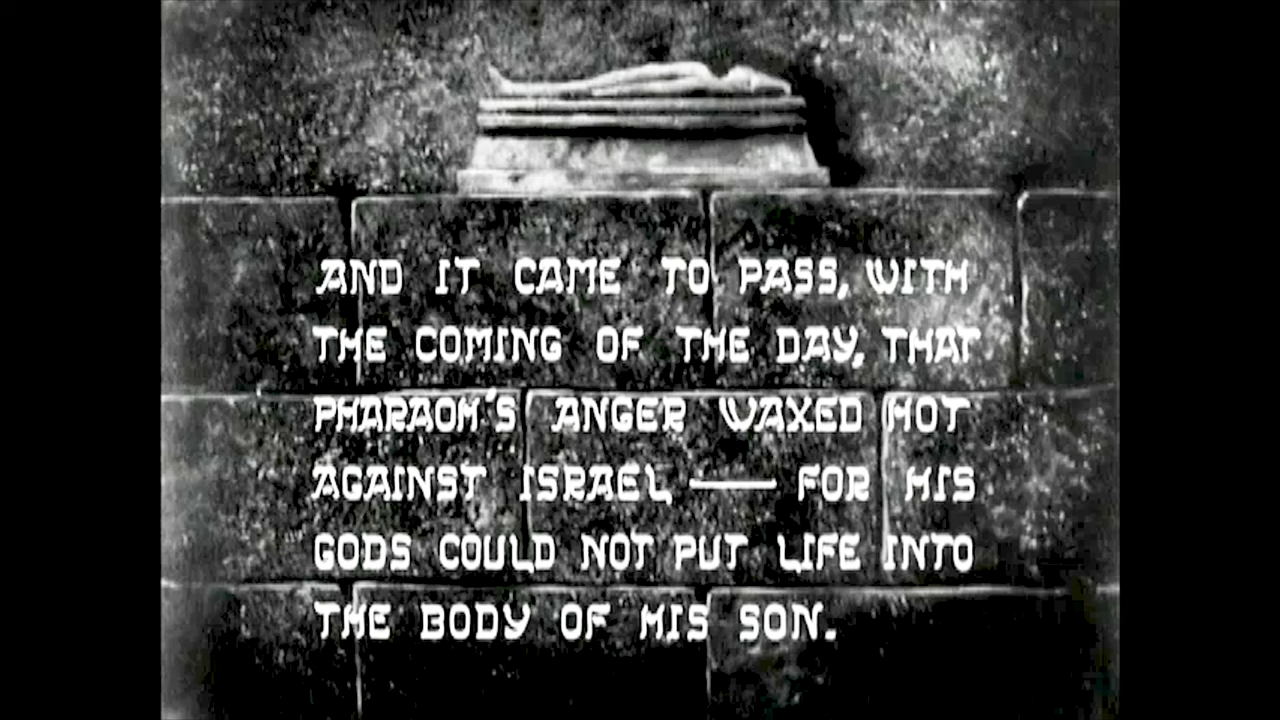 AND IT CAME TO PASS, WITH
THE COMING OF THE DAY, THAT
PHARAOH'S ANGER WAXED HOT
AGAINST ISRAEL — FOR HIS
GODS COULD NOT PUT LIFE INTO
THE BODY OF HIS SON.